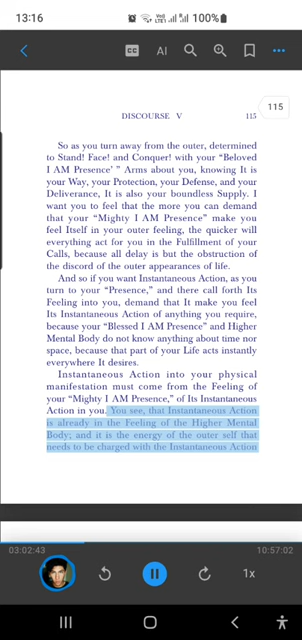 13:16
100%
CC
AI
115
DISCOURSE V 115
So as you turn away from the outer, determined
to Stand! Face! and Conquer! with your "Beloved
I AM Presence' " Arms about you, knowing It is
your Way, your Protection, your Defense, and your
Deliverance, It is also your boundless Supply. I
want you to feel that the more you can demand
that your "Mighty I AM Presence" make you
feel Itself in your outer feeling, the quicker will
everything act for you in the Fulfillment of your
Calls, because all delay is but the obstruction of
the discord of the outer appearances of life.
And so if you want Instantaneous Action, as you
turn to your "Presence," and there call forth Its
Feeling into you, demand that It make you feel
Its Instantaneous Action of anything you require,
because your "Blessed I AM Presence" and Higher
Mental Body do not know anything about time nor
space, because that part of your Life acts instantly
everywhere It desires.
Instantaneous Action into your physical
manifestation must come from the Feeling of
your "Mighty I AM Presence," of Its Instantaneous
Action in you. You see, that Instantaneous Action
is already in the Feeling of the Higher Mental
Body; and it is the energy of the outer self that
needs to be charged with the Instantaneous Action
03:02:43
10:57:02
1x